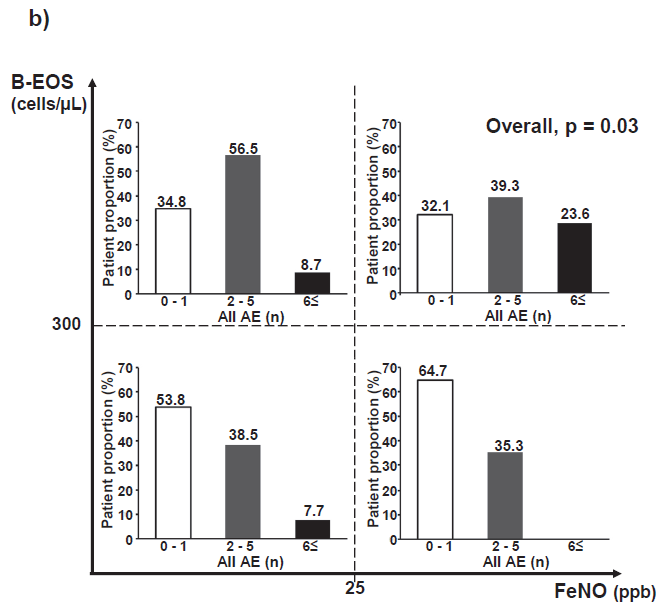 b)
B-EOS
(cells/μL)
Overall, p = 0.03
Patient proportion (%)
70
60
50
40
30
20
10
0
34.8
56.5
8.7
0 - 1
2 - 5
6≤
All AE (n)
Patient proportion (%)
70
60
50
40
30
20
10
0
32.1
39.3
23.6
0 - 1
2 - 5
6≤
All AE (n)
300
Patient proportion (%)
70
60
50
40
30
20
10
0
53.8
38.5
7.7
0 - 1
2 - 5
6≤
All AE (n)
Patient proportion (%)
70
60
50
40
30
20
10
0
64.7
35.3
0 - 1
2 - 5
6≤
All AE (n)
25
FeNO (ppb)